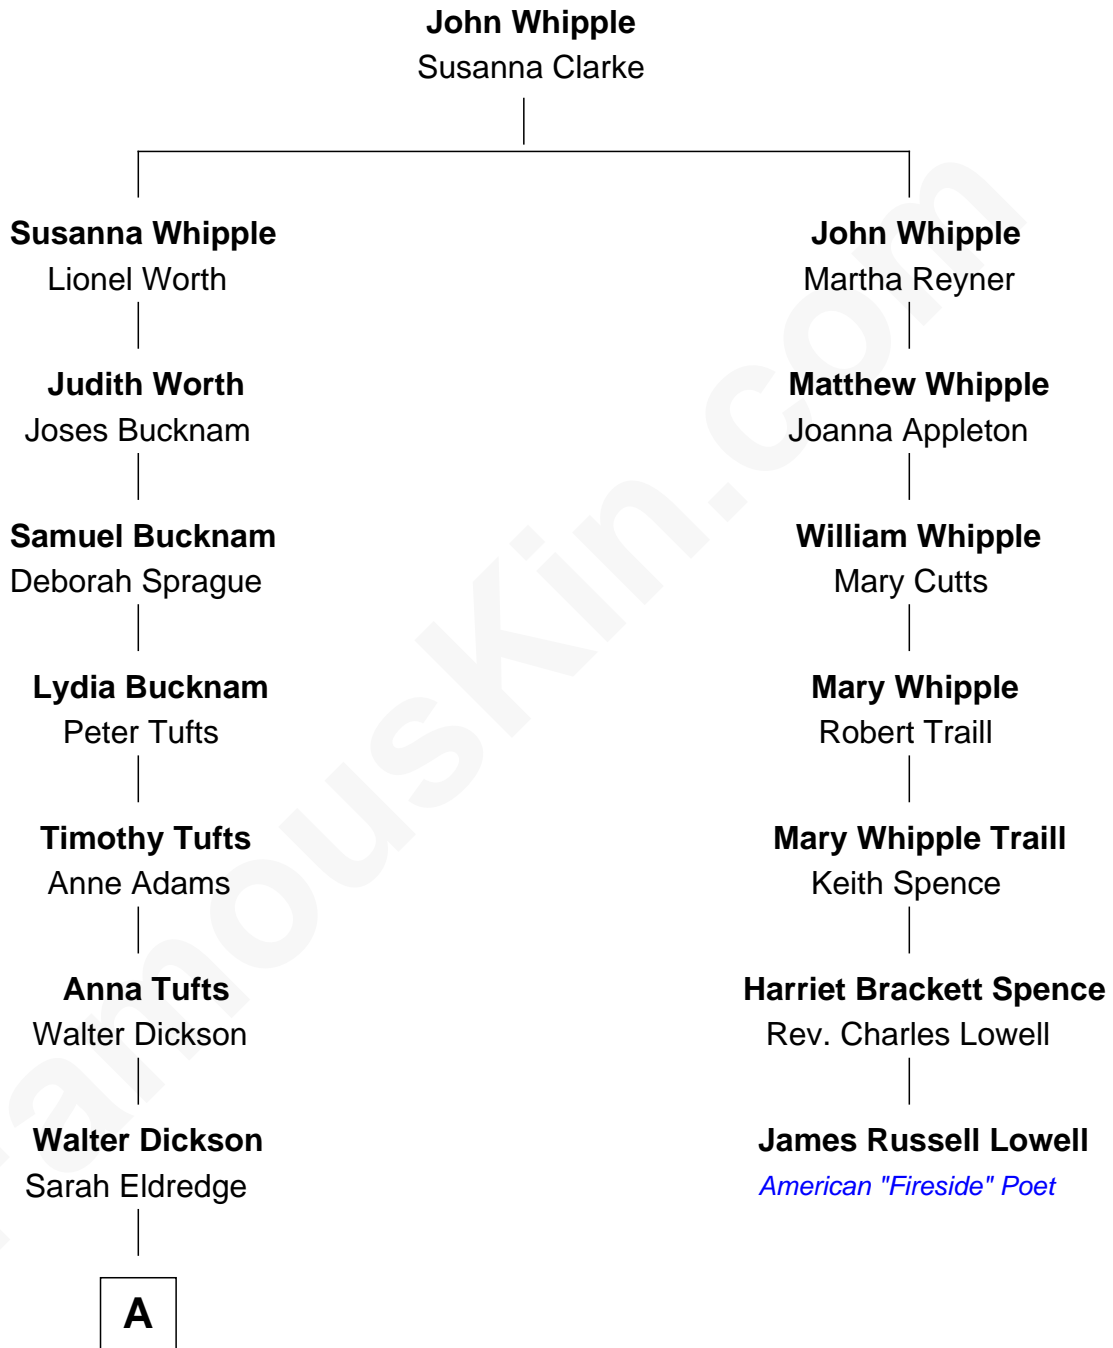 John Whipple
Susanna Clarke
Susanna Whipple
Lionel Worth
John Whipple
Martha Reyner
Judith Worth
Joses Bucknam
Matthew Whipple
Joanna Appleton
Samuel Bucknam
Deborah Sprague
William Whipple
Mary Cutts
Lydia Bucknam
Peter Tufts
Mary Whipple
Robert Traill
Timothy Tufts
Anne Adams
Mary Whipple Traill
Keith Spence
Anna Tufts
Walter Dickson
Harriet Brackett Spence
Rev. Charles Lowell
Walter Dickson
Sarah Eldredge
James Russell Lowell
American "Fireside" Poet
A
FamousKin.com